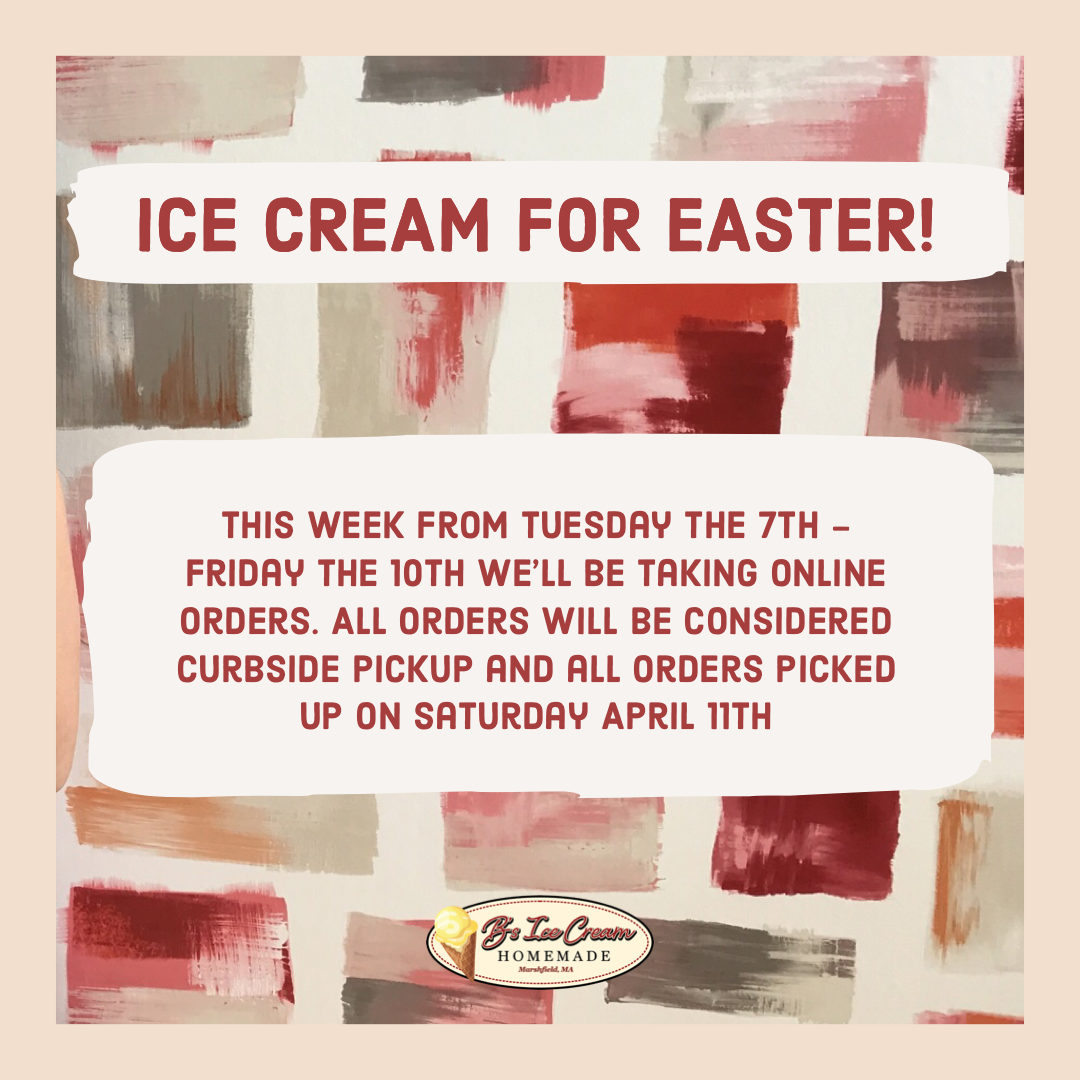 ICE CREAM FOR EASTER!
THIS WEEK FROM TUESDAY THE 7TH –
FRIDAY THE 10TH WE'LL BE TAKING ONLINE
ORDERS. ALL ORDERS WILL BE CONSIDERED
CURBSIDE PICKUP AND ALL ORDERS PICKED
UP ON SATURDAY APRIL 11TH
B's Ice Cream
HOMEMADE
Marshfield, MA